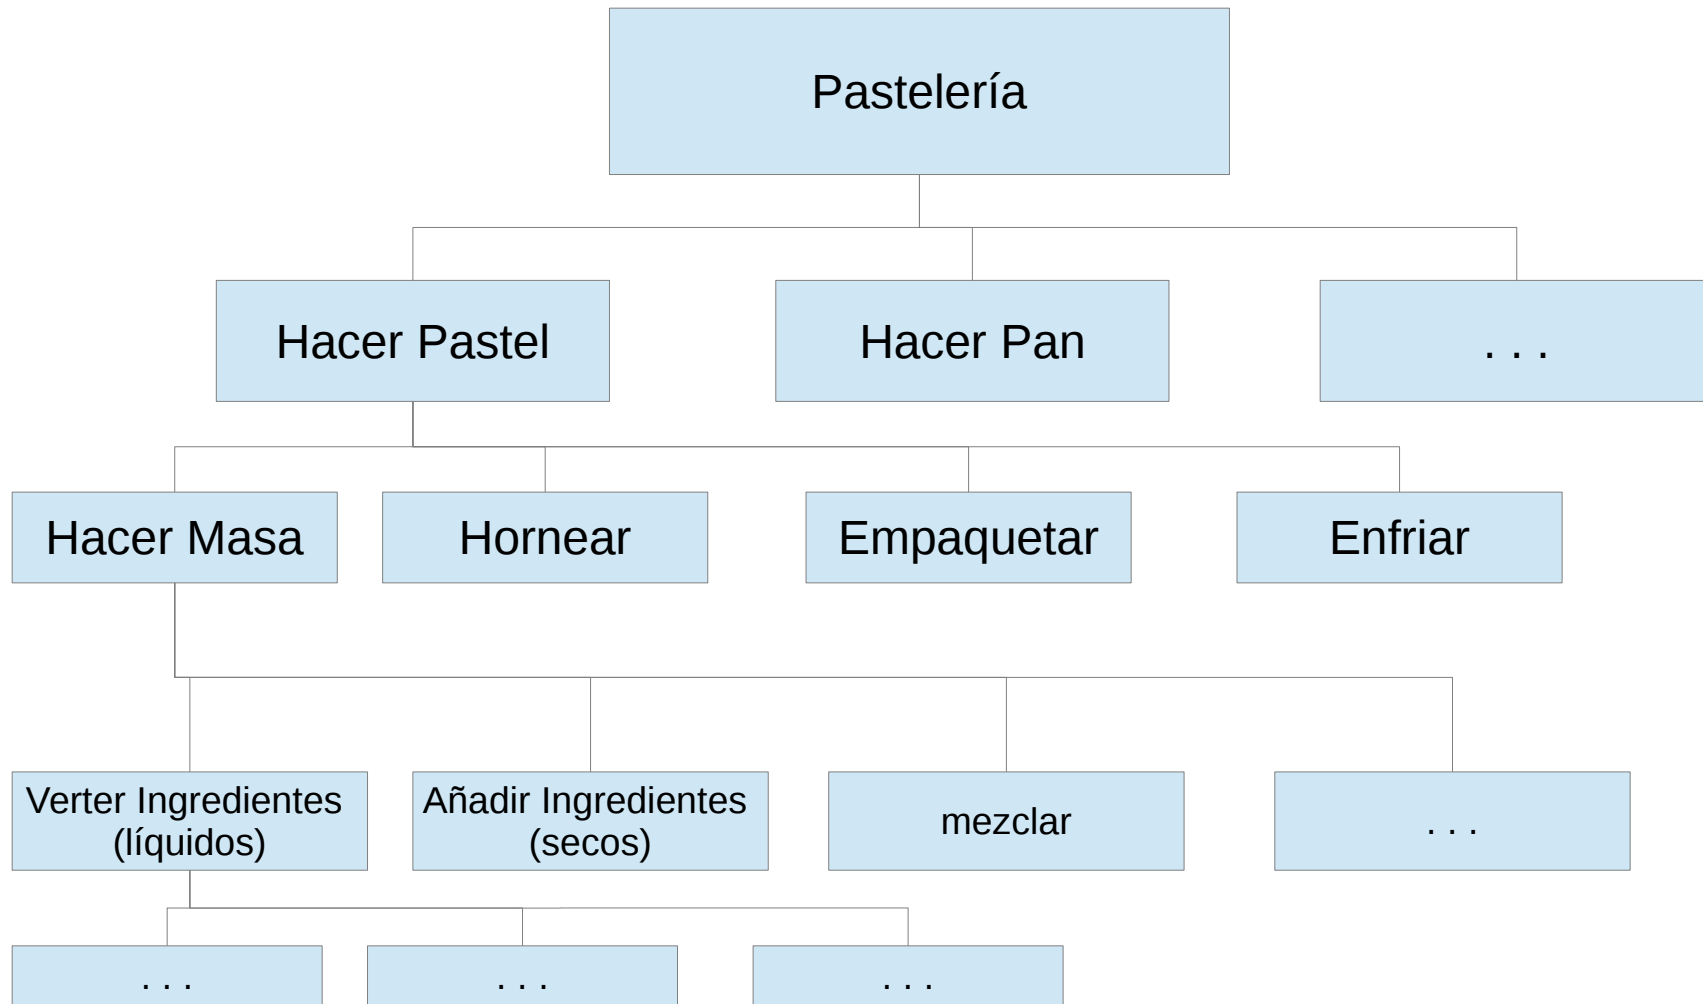 Pastelería
Hacer Pastel
Hacer Pan
. . .
Hacer Masa
Hornear
Empaquetar
Enfriar
Verter Ingredientes
(líquidos)
Añadir Ingredientes
(secos)
mezclar
. . .
. . .
. . .
. . .